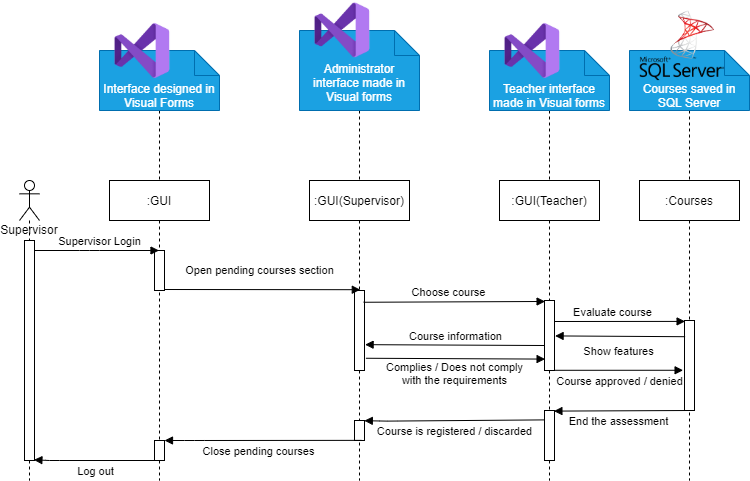 Microsoft®
SQL Server®
Interface designed in
Visual Forms
Administrator
interface made in
Visual forms
Teacher interface
made in Visual forms
Courses saved in
SQL Server
:GUI
:GUI(Supervisor)
:GUI(Teacher)
:Courses
Supervisor
Supervisor Login
Open pending courses section
Choose course
Evaluate course
Course information
Show features
Complies / Does not comply
with the requirements
Course approved / denied
End the assessment
Course is registered / discarded
Close pending courses
Log out